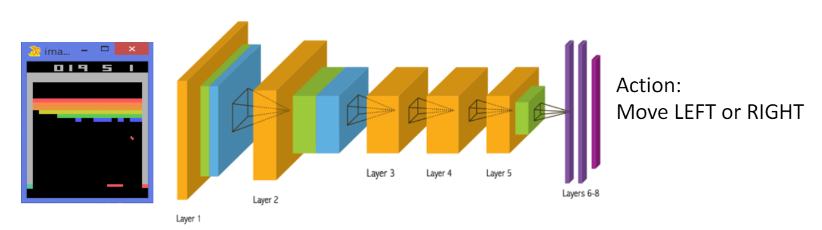 ima...
019 5 1
Layer 1
Layer 2
Layer 3
Layer 4
Layer 5
Layers 6-8
Action:
Move LEFT or RIGHT